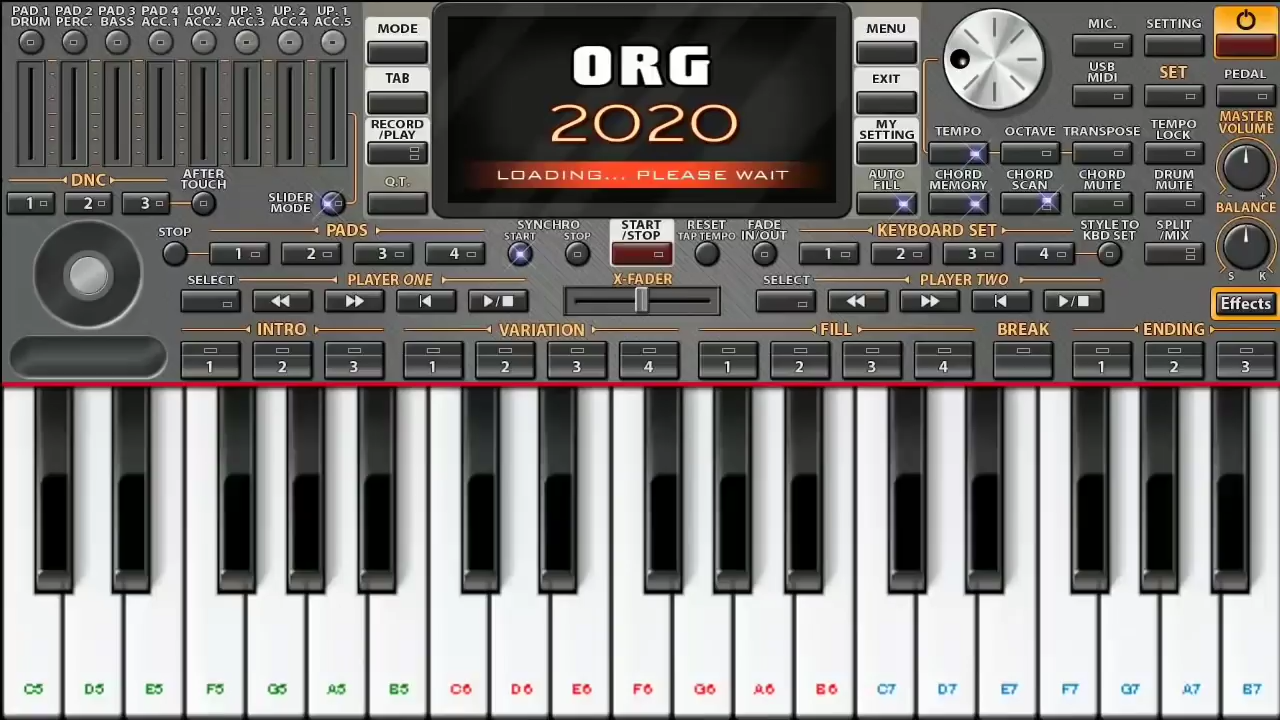 PAD 1 PAD 2 PAD 3 PAD 4 LOW. UP. 3 UP. 2 UP. 1
DRUM PERC. BASS ACC.1 ACC.2 ACC.3 ACC.4 ACC.5
DNC
AFTER
TOUCH
1 2 3
SLIDER
MODE
MODE
TAB
RECORD
/PLAY
Q.T.
ORG
2020
LOADING... PLEASE WAIT
MENU
EXIT
MY
SETTING
AUTO
FILL
MIC.
SETTING
USB
MIDI
SET
PEDAL
TEMPO
OCTAVE
TRANSPOSE
TEMPO
LOCK
MASTER
VOLUME
- +
CHORD
MEMORY
CHORD
SCAN
CHORD
MUTE
DRUM
MUTE
BALANCE
S K
STOP
PADS
1 2 3 4
SYNCHRO
START STOP
START
/STOP
RESET
TAP TEMPO
FADE
IN/OUT
KEYBOARD SET
1 2 3 4
STYLE TO
KBD SET
SPLIT
/MIX
SELECT
PLAYER ONE
X-FADER
SELECT
PLAYER TWO
Effects
INTRO
VARIATION
FILL
BREAK
ENDING
1 2 3 1 2 3 4 1 2 3 4 1 2 3
C5 D5 E5 F5 G5 A5 B5 C6 D6 E6 F6 G6 A6 B6 C7 D7 E7 F7 G7 A7 B7